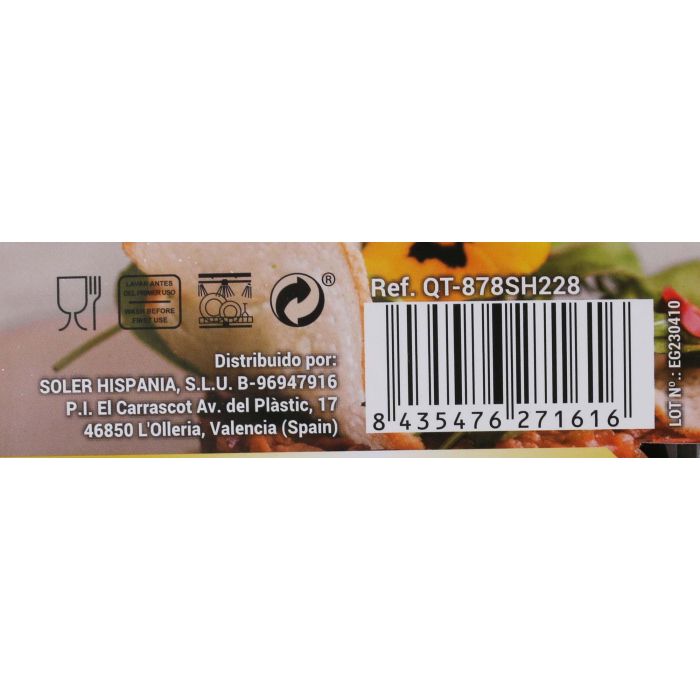 LAVAR ANTES
DEL PRIMER USO
WASH BEFORE
FIRST USE
®
Distribuido por:
SOLER HISPANIA, S.L.U. B-96947916
P.I. El Carrascot Av. del Plàstic, 17
46850 L'Olleria, Valencia (Spain)
Ref. QT-878SH228
8 435476 271616
LOT Nº.: EG230410